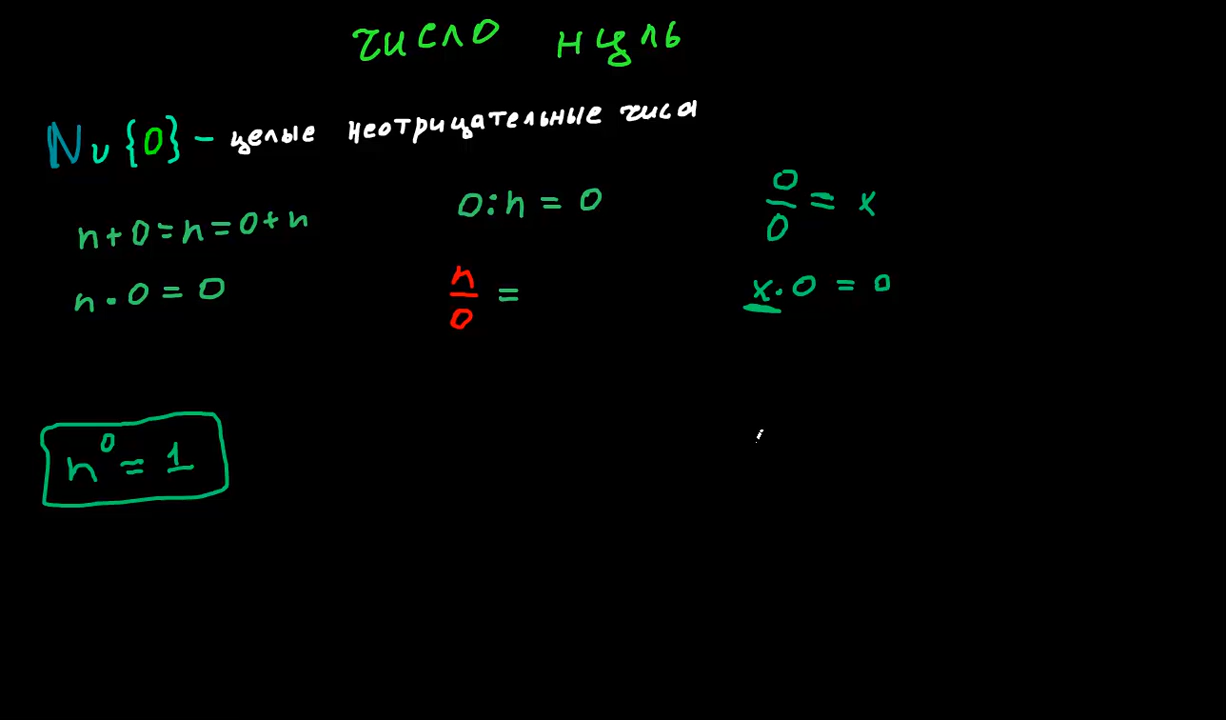 число нуль
N ∪ {0} – целые неотрицательные числа
n + 0 = n = 0 + n
0 : n = 0
0/0 = x
n · 0 = 0
n/0 =
x · 0 = 0
n⁰ = 1